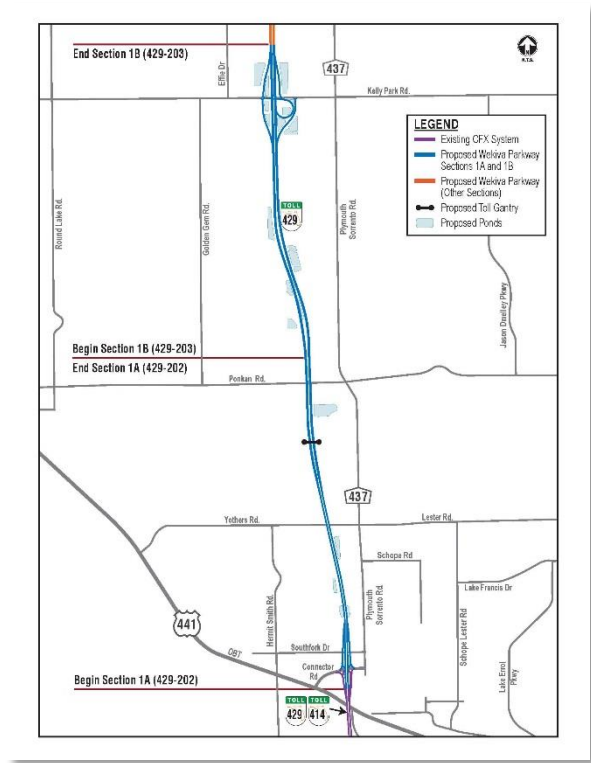 End Section 1B (429-203)
Effie Dr
437
N.T.S.
Kelly Park Rd.
LEGEND
Existing CFX System
Proposed Wekiva Parkway
Sections 1A and 1B
Proposed Wekiva Parkway
(Other Sections)
Proposed Toll Gantry
Proposed Ponds
Round Lake Rd.
Golden Gem Rd.
TOLL
429
Plymouth
Sorrento Rd.
Jason Dwelley Pkwy
Begin Section 1B (429-203)
End Section 1A (429-202)
Ponkan Rd.
437
Yothers Rd.
Lester Rd.
Schopke Rd
Lake Francis Dr
Hermit Smith Rd.
Plymouth
Sorrento Rd.
Schopke Lester Rd
441
OBT
Southfork Dr
Connector
Rd
Lake Errol
Pkwy
Begin Section 1A (429-202)
TOLL TOLL
429 414